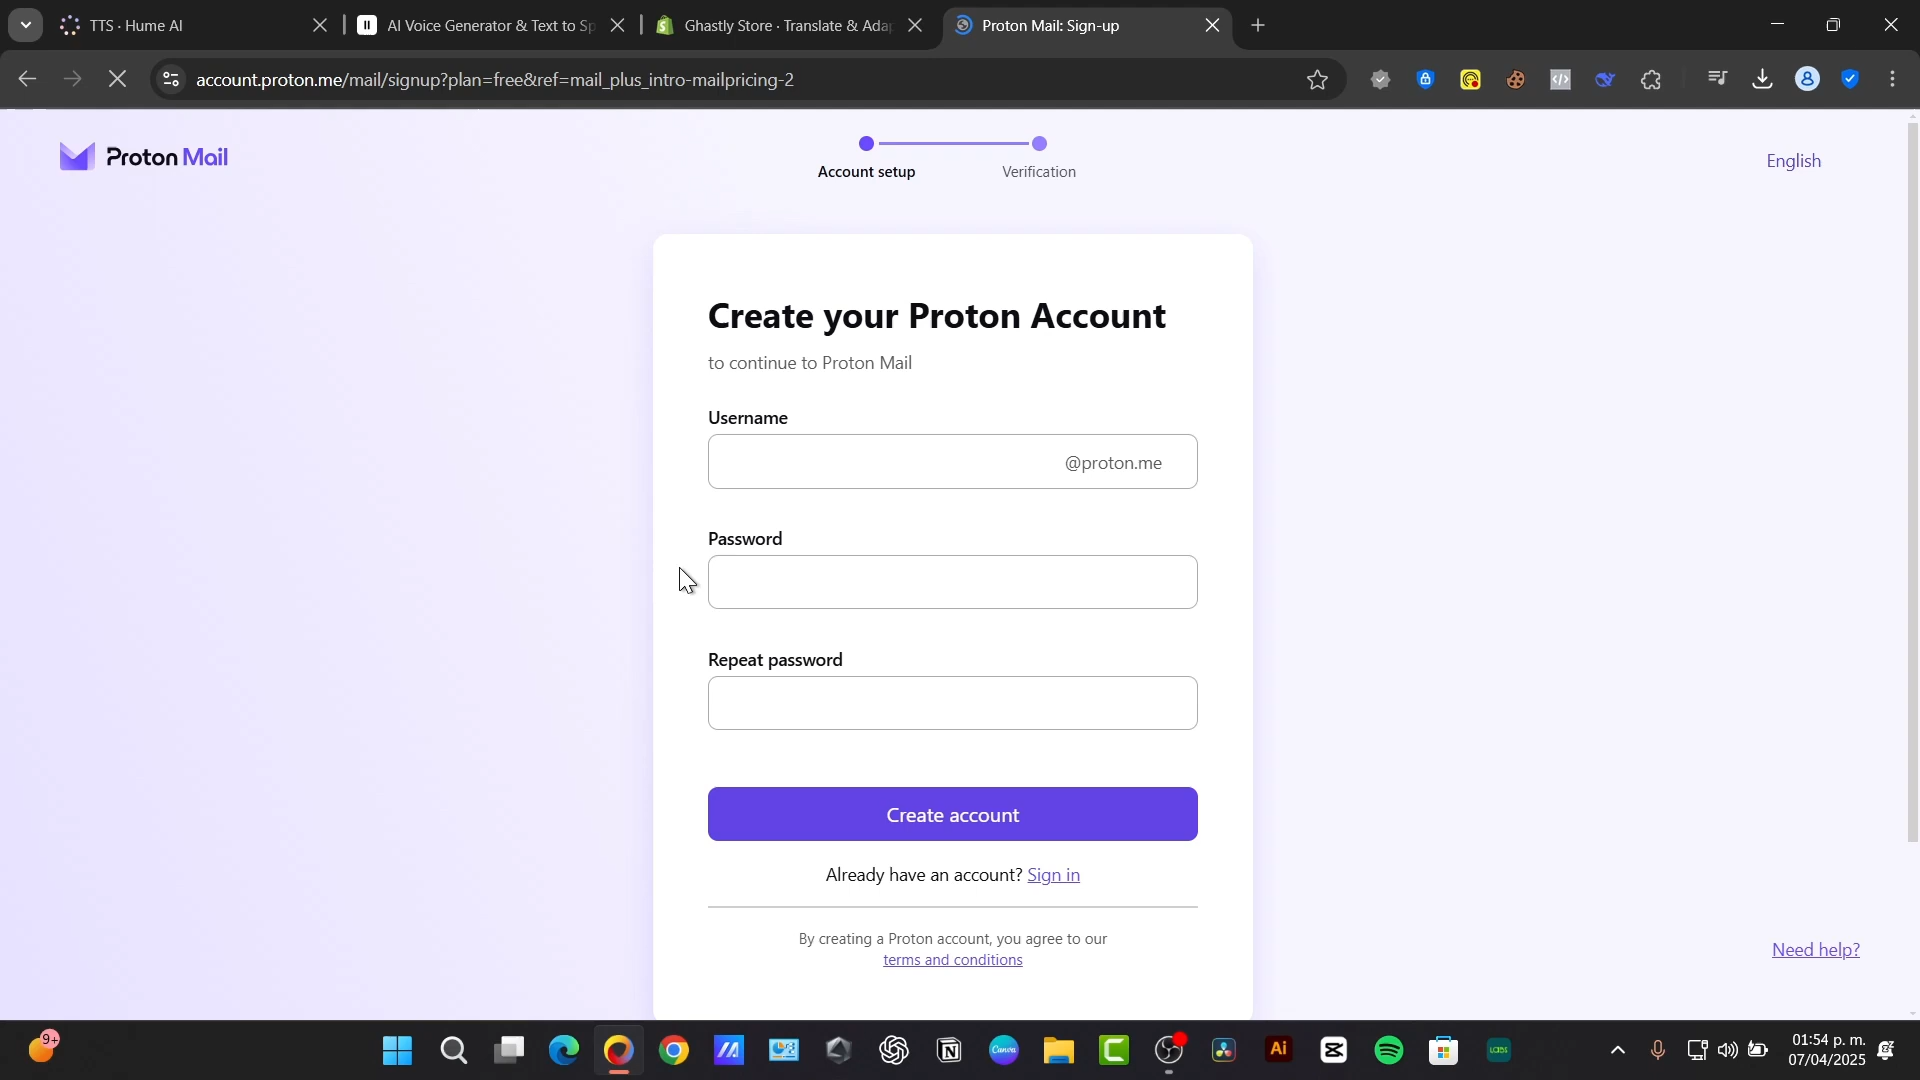 TTS · Hume AI
AI Voice Generator & Text to Sp
Ghastly Store · Translate & Ada
Proton Mail: Sign-up
account.proton.me/mail/signup?plan=free&ref=mail_plus_intro-mailpricing-2
Proton Mail
Account setup
Verification
English
Create your Proton Account
to continue to Proton Mail
Username
@proton.me
Password
Repeat password
Create account
Already have an account? Sign in
By creating a Proton account, you agree to our
terms and conditions
Need help?
9+
Canva
Ai
LABS
01:54 p. m.
07/04/2025